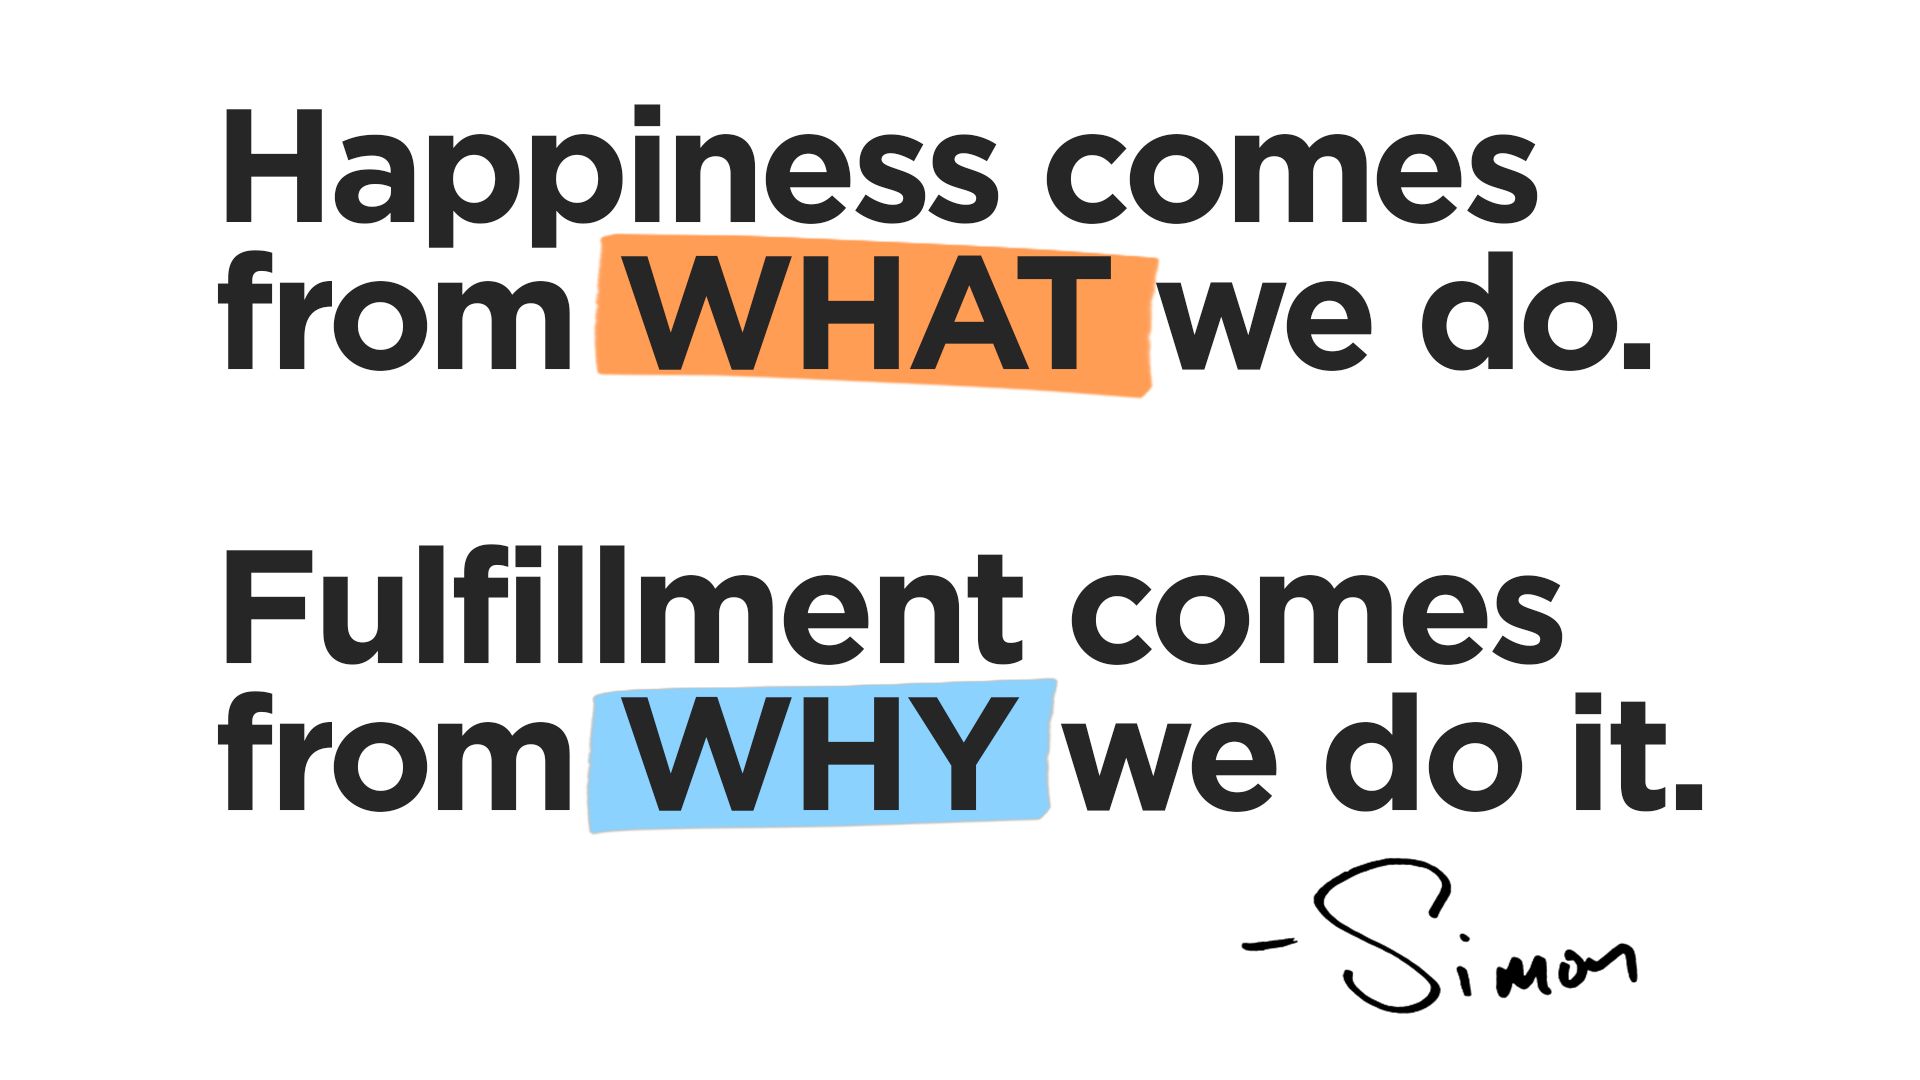 Happiness comes
from WHAT we do.
Fulfillment comes
from WHY we do it.
-Simon